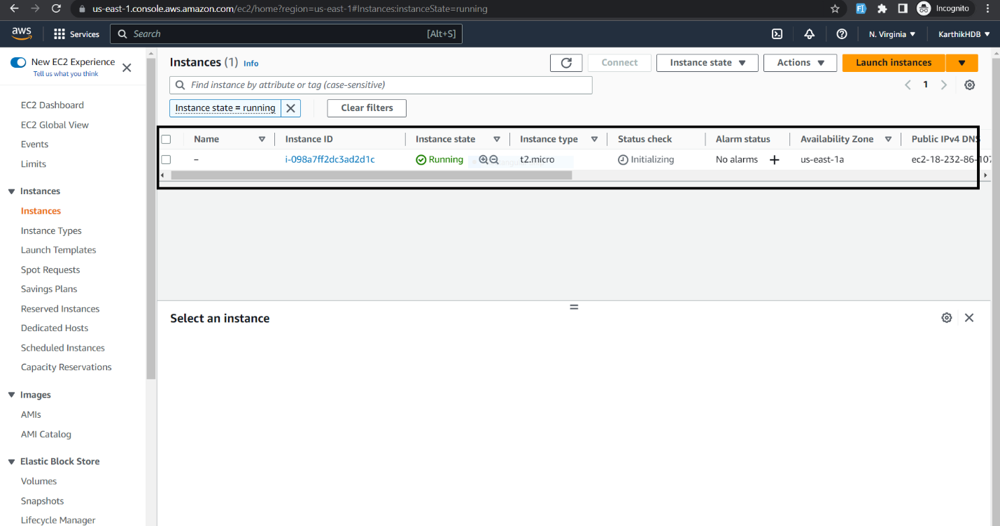 us-east-1.console.aws.amazon.com/ec2/home?region=us-east-1#Instances:instanceState=running
Incognito
aws
Services
Search
[Alt+S]
N. Virginia
KarthikHDB
New EC2 Experience
Tell us what you think
EC2 Dashboard
EC2 Global View
Events
Limits
Instances
Instances
Instance Types
Launch Templates
Spot Requests
Savings Plans
Reserved Instances
Dedicated Hosts
Scheduled Instances
Capacity Reservations
Images
AMIs
AMI Catalog
Elastic Block Store
Volumes
Snapshots
Lifecycle Manager
Instances (1) Info
Connect
Instance state
Actions
Launch instances
Find instance by attribute or tag (case-sensitive)
1
Instance state = running
Clear filters
Name Instance ID Instance state Instance type Status check Alarm status Availability Zone Public IPv4 DNS
– i-098a7ff2dc3ad2d1c Running t2.micro Initializing No alarms + us-east-1a ec2-18-232-86-107
Select an instance